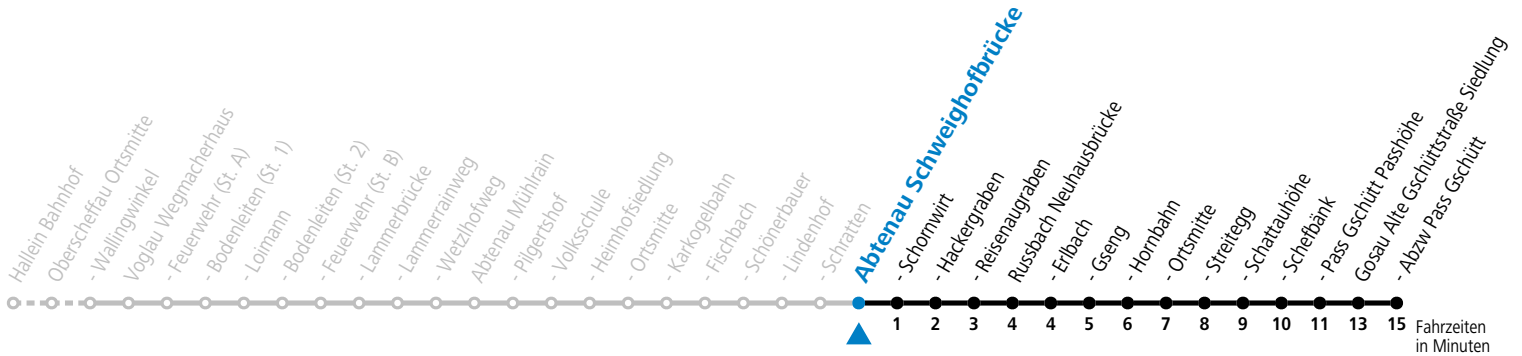 Hallein Bahnhof
Oberscheffau Ortsmitte
- Wallingwinkel
Voglau Wegmacherhaus
- Feuerwehr (St. A)
- Bodenleiten (St. 1)
- Loimann
- Bodenleiten (St. 2)
- Feuerwehr (St. B)
- Lammerbrücke
- Lammerrainweg
- Wetzlhofweg
Abtenau Mühlrain
- Pilgertshof
- Volksschule
- Heimhofsiedlung
- Ortsmitte
- Karkogelbahn
- Fischbach
- Schönerbauer
- Lindenhof
- Schratten
Abtenau Schweighofbrücke
- Schornwirt
- Hackergraben
- Reisenaugraben
Russbach Neuhausbrücke
- Erlbach
- Gseng
- Hornbahn
- Ortsmitte
- Streitegg
- Schattauhöhe
- Schefbänk
- Pass Gschütt Passhöhe
Gosau Alte Gschüttstraße Siedlung
- Abzw Pass Gschütt
1 2 3 4 4 5 6 7 8 9 10 11 13 15 Fahrzeiten
in Minuten